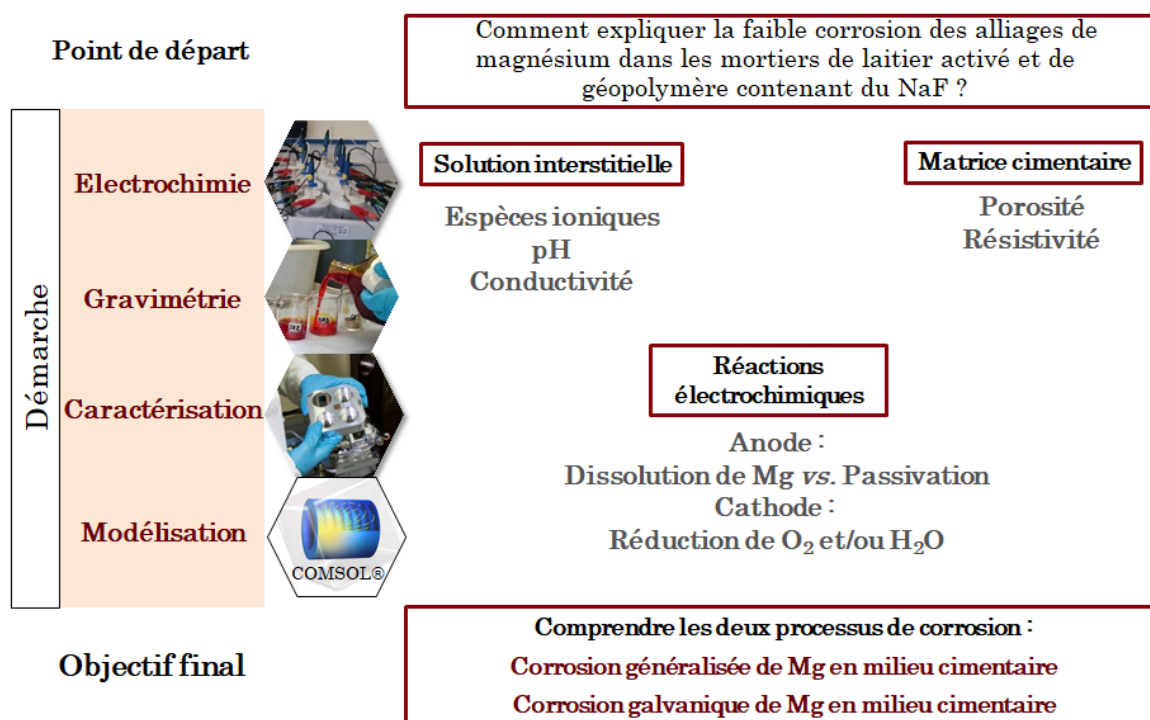 Point de départ
Comment expliquer la faible corrosion des alliages de
magnésium dans les mortiers de laitier activé et de
géopolymère contenant du NaF ?
Démarche
Electrochimie
Gravimétrie
Caractérisation
Modélisation
COMSOL®
Solution interstitielle
Espèces ioniques
pH
Conductivité
Matrice cimentaire
Porosité
Résistivité
Réactions
électrochimiques
Anode :
Dissolution de Mg vs. Passivation
Cathode :
Réduction de O₂ et/ou H₂O
Objectif final
Comprendre les deux processus de corrosion :
Corrosion généralisée de Mg en milieu cimentaire
Corrosion galvanique de Mg en milieu cimentaire